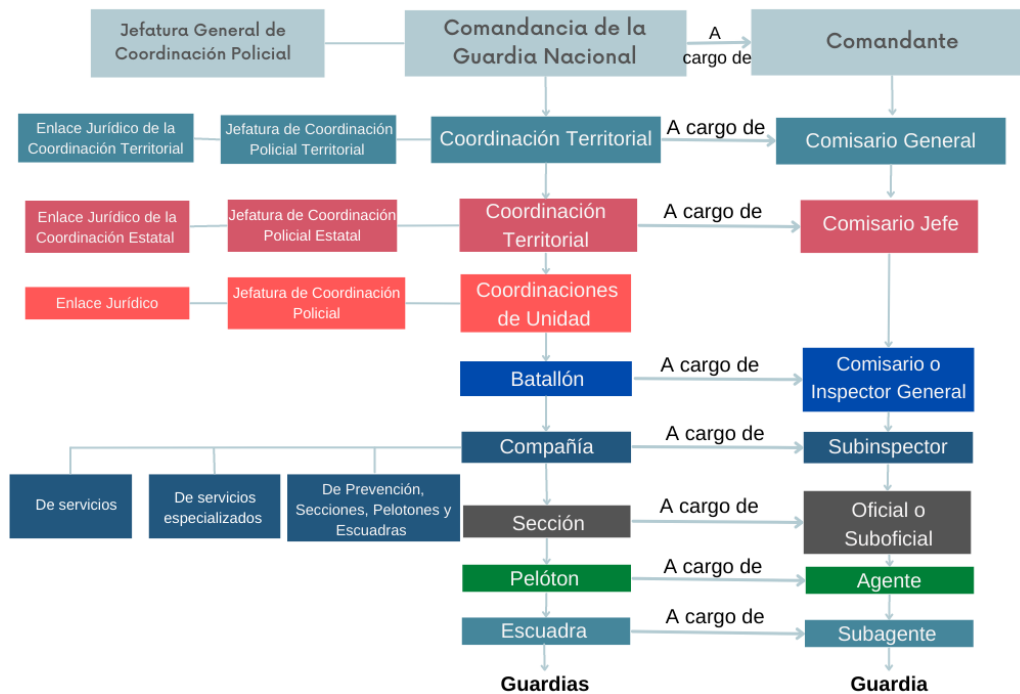 Jefatura General de
Coordinación Policial
Comandancia de la
Guardia Nacional
A
cargo de
Comandante
Enlace Jurídico de la
Coordinación Territorial
Jefatura de Coordinación
Policial Territorial
Coordinación Territorial
A cargo de
Comisario General
Enlace Jurídico de la
Coordinación Estatal
Jefatura de Coordinación
Policial Estatal
Coordinación
Territorial
A cargo de
Comisario Jefe
Enlace Jurídico
Jefatura de Coordinación
Policial
Coordinaciones
de Unidad
Batallón
A cargo de
Comisario o
Inspector General
Compañía
A cargo de
Subinspector
De servicios
De servicios
especializados
De Prevención,
Secciones, Pelotones y
Escuadras
Sección
A cargo de
Oficial o
Suboficial
Pelóton
A cargo de
Agente
Escuadra
A cargo de
Subagente
Guardias
Guardia